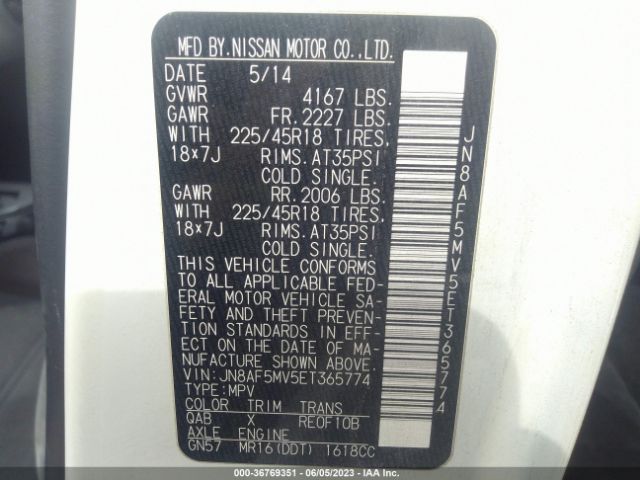 MFD BY.NISSAN MOTOR CO.,LTD.
DATE 5/14
GVWR 4167 LBS.
GAWR FR.2227 LBS.
WITH 225/45R18 TIRES.
18x7J RIMS.AT35PSI
COLD SINGLE.
GAWR RR.2006 LBS.
WITH 225/45R18 TIRES.
18x7J RIMS.AT35PSI
COLD SINGLE.
THIS VEHICLE CONFORMS
TO ALL APPLICABLE FED-
ERAL MOTOR VEHICLE SA-
FETY AND THEFT PREVEN-
TION STANDARDS IN EFF-
ECT ON THE DATE OF MA-
NUFACTURE SHOWN ABOVE.
VIN:JN8AF5MV5ET365774
TYPE:MPV
COLOR TRIM TRANS
QAB X RE0F10B
AXLE ENGINE
GN57 MR16(DDT) 1618CC
JN8AF5MV5ET365774
000-36769351 - 06/05/2023 - IAA Inc.